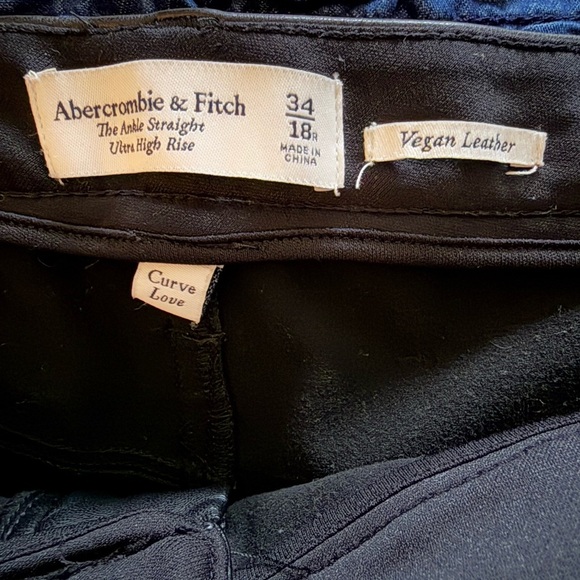 Abercrombie & Fitch
The Ankle Straight
Ultra High Rise
34
18R
MADE IN
CHINA
Vegan Leather
Curve
Love